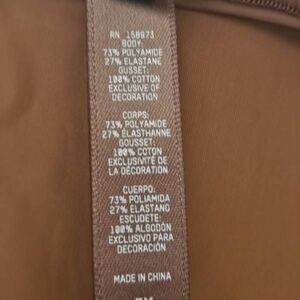 RN 158973
BODY:
73% POLYAMIDE
27% ELASTANE
GUSSET:
100% COTTON
EXCLUSIVE OF
DECORATION
CORPS:
73% POLYAMIDE
27% ÉLASTHANNE
GOUSSET:
100% COTON
EXCLUSIVITÉ DE
LA DÉCORATION
CUERPO:
73% POLIAMIDA
27% ELASTANO
ESCUDETE:
100% ALGODÓN
EXCLUSIVO PARA
DECORACIÓN
MADE IN CHINA